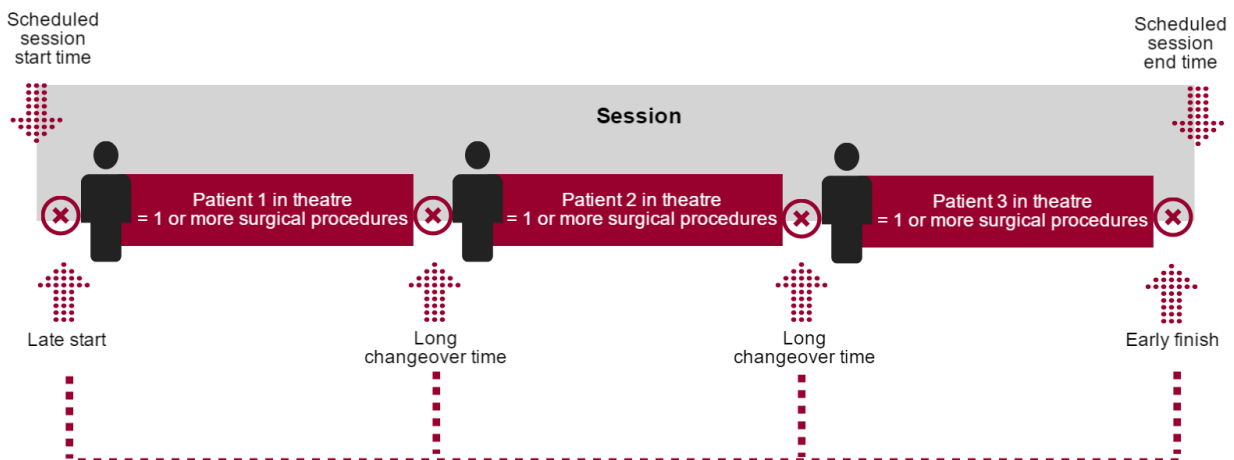 Scheduled
session
start time
Scheduled
session
end time
Session
Patient 1 in theatre
= 1 or more surgical procedures
Patient 2 in theatre
= 1 or more surgical procedures
Patient 3 in theatre
= 1 or more surgical procedures
Late start
Long
changeover time
Long
changeover time
Early finish